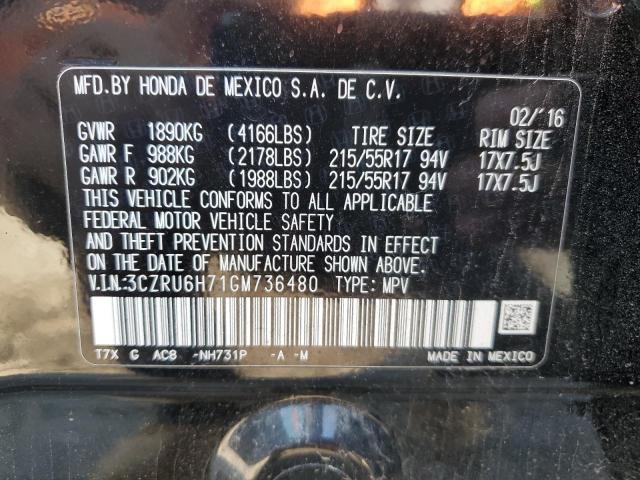 MFD.BY HONDA DE MEXICO S.A. DE C.V.
02/'16
GVWR 1890KG (4166LBS) TIRE SIZE RIM SIZE
GAWR F 988KG (2178LBS) 215/55R17 94V 17X7.5J
GAWR R 902KG (1988LBS) 215/55R17 94V 17X7.5J
THIS VEHICLE CONFORMS TO ALL APPLICABLE
FEDERAL MOTOR VEHICLE SAFETY
AND THEFT PREVENTION STANDARDS IN EFFECT
ON THE DATE OF MANUFACTURE SHOWN ABOVE.
V.I.N:3CZRU6H71GM736480 TYPE: MPV
T7X G AC8 -NH731P -A -M MADE IN MEXICO